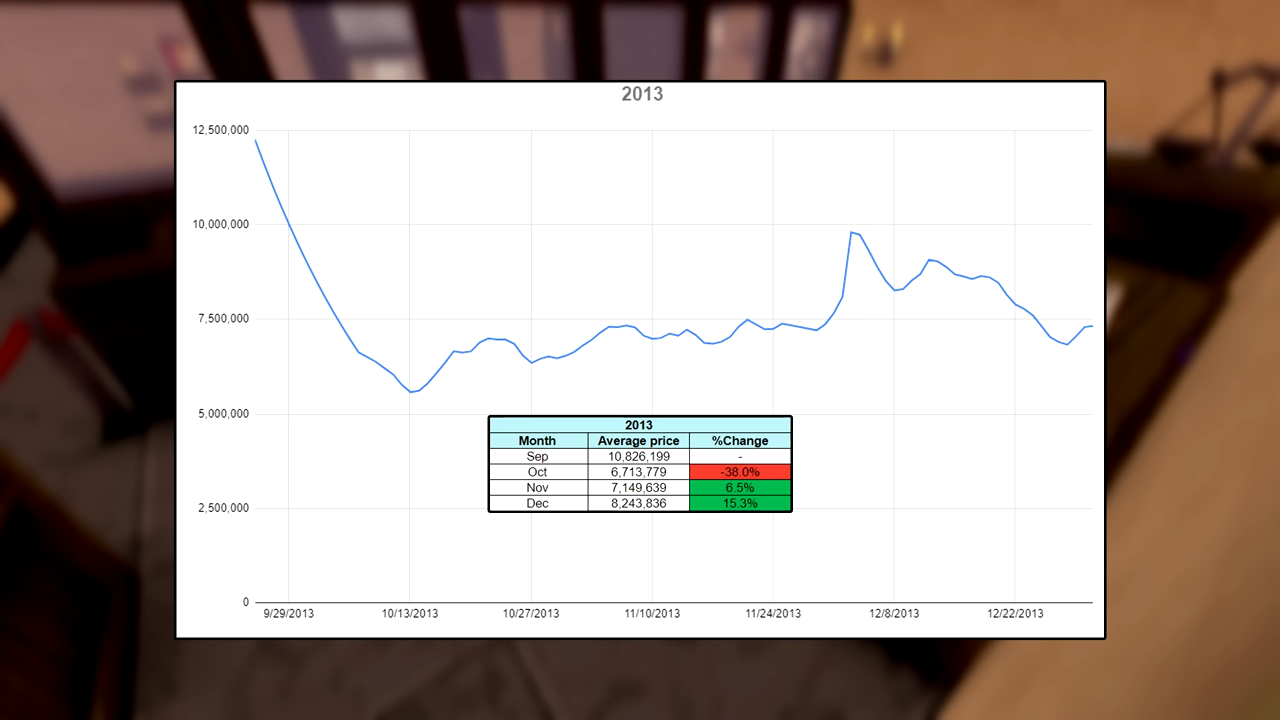 2013
12,500,000
10,000,000
7,500,000
5,000,000
2,500,000
0
9/29/2013 10/13/2013 10/27/2013 11/10/2013 11/24/2013 12/8/2013 12/22/2013
2013
Month Average price %Change
Sep 10,826,199 -
Oct 6,713,779 -38.0%
Nov 7,149,639 6.5%
Dec 8,243,836 15.3%